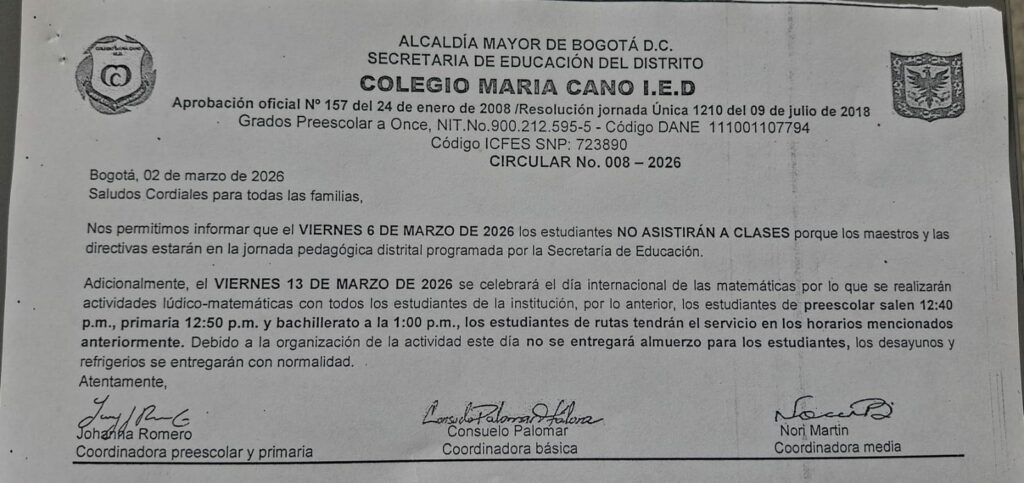 COLEGIO MARIA CANO
I.E.D.
ALCALDÍA MAYOR DE BOGOTÁ D.C.
SECRETARIA DE EDUCACIÓN DEL DISTRITO
COLEGIO MARIA CANO I.E.D
Aprobación oficial Nº 157 del 24 de enero de 2008 /Resolución jornada Única 1210 del 09 de julio de 2018
Grados Preescolar a Once, NIT.No.900.212.595-5 - Código DANE 111001107794
Código ICFES SNP: 723890
CIRCULAR No. 008 – 2026
Bogotá, 02 de marzo de 2026
Saludos Cordiales para todas las familias,
Nos permitimos informar que el VIERNES 6 DE MARZO DE 2026 los estudiantes NO ASISTIRÁN A CLASES porque los maestros y las
directivas estarán en la jornada pedagógica distrital programada por la Secretaría de Educación.
Adicionalmente, el VIERNES 13 DE MARZO DE 2026 se celebrará el día internacional de las matemáticas por lo que se realizarán
actividades lúdico-matemáticas con todos los estudiantes de la institución, por lo anterior, los estudiantes de preescolar salen 12:40
p.m., primaria 12:50 p.m. y bachillerato a la 1:00 p.m., los estudiantes de rutas tendrán el servicio en los horarios mencionados
anteriormente. Debido a la organización de la actividad este día no se entregará almuerzo para los estudiantes, los desayunos y
refrigerios se entregarán con normalidad.
Atentamente,
Johanna Romero
Coordinadora preescolar y primaria
Consuelo Palomar
Coordinadora básica
Nori Martin
Coordinadora media